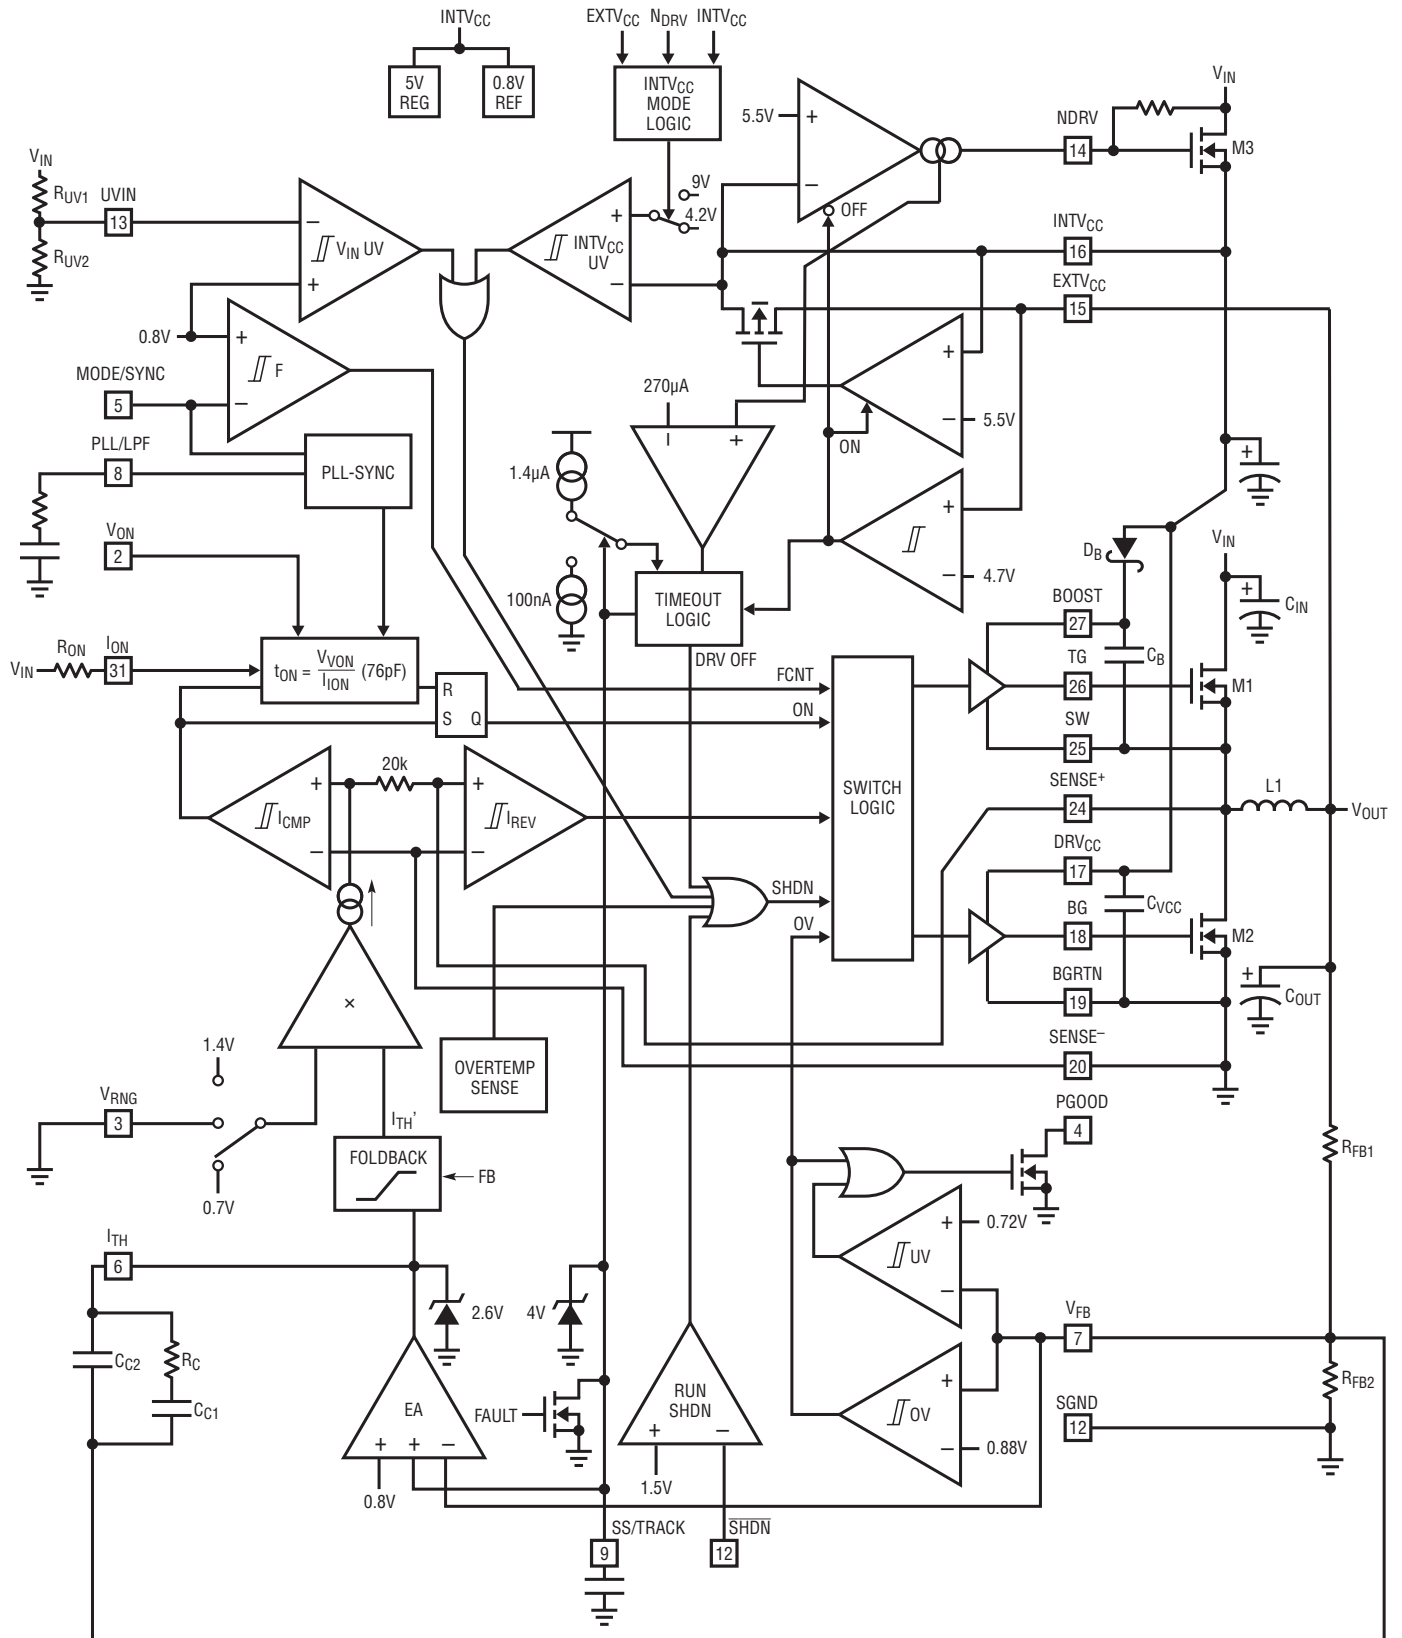 INTVCC
5V
REG
0.8V
REF
EXTVCC
NDRV
INTVCC
INTVCC
MODE
LOGIC
5.5V
+
–
OFF
NDRV
14
VIN
M3
VIN
RUV1
RUV2
UVIN
13
–
VIN UV
+
+
INTVCC
UV
–
9V
4.2V
INTVCC
16
EXTVCC
15
0.8V
+
F
–
MODE/SYNC
5
PLL/LPF
8
PLL-SYNC
VON
2
270µA
–
+
1.4µA
100nA
+
–
5.5V
ON
+
–
4.7V
TIMEOUT
LOGIC
DRV OFF
+
DB
VIN
+
CIN
BOOST
27
CB
TG
26
M1
SW
25
VIN
RON
ION
31
tON = VVON
IION
(76pF)
R
S
Q
FCNT
ON
SWITCH
LOGIC
SHDN
OV
20k
+
ICMP
–
+
IREV
–
SENSE+
24
L1
VOUT
DRVCC
17
CVCC
BG
18
M2
BGRTN
19
+
COUT
SENSE–
20
×
OVERTEMP
SENSE
1.4V
VRNG
3
0.7V
ITH'
FOLDBACK
FB
PGOOD
4
RFB1
+
0.72V
UV
–
ITH
6
2.6V
4V
CC2
RC
CC1
EA
+
+
–
0.8V
FAULT
RUN
SHDN
+
–
1.5V
+
OV
–
0.88V
VFB
7
RFB2
SGND
12
SS/TRACK
9
SHDN
12